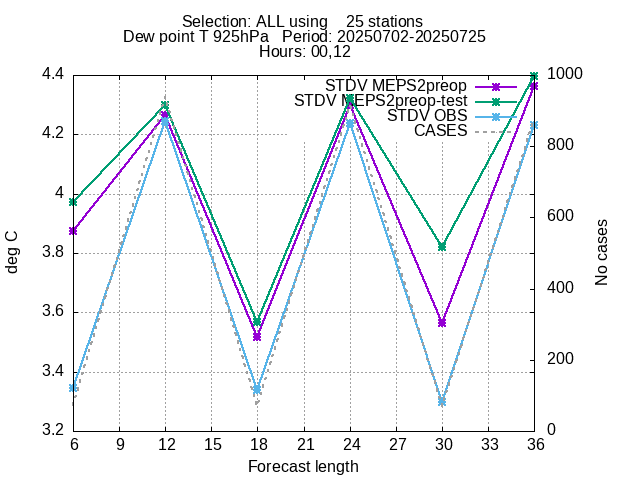 Selection: ALL using    25 stations
Dew point T 925hPa   Period: 20250702-20250725
Hours: 00,12
STDV MEPS2preop
STDV MEPS2preop-test
STDV OBS
CASES
4.4
4.2
4
3.8
3.6
3.4
3.2
deg C
1000
800
600
400
200
0
No cases
6 9 12 15 18 21 24 27 30 33 36
Forecast length